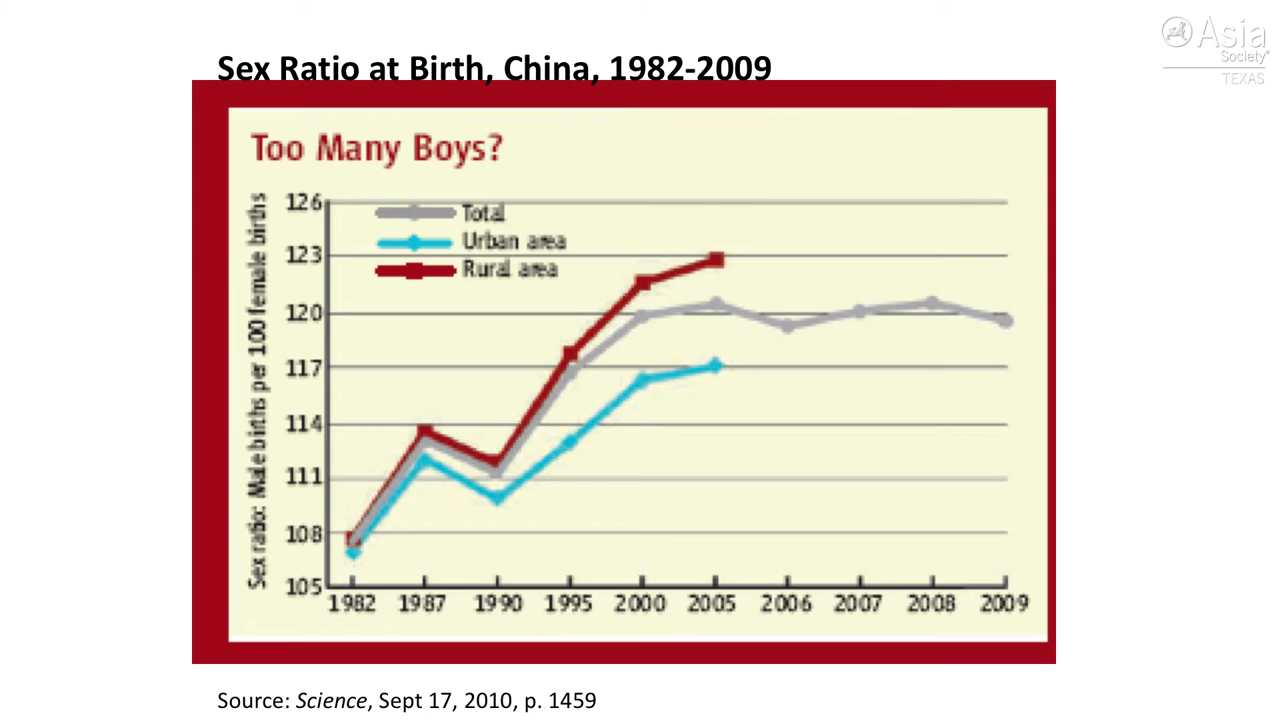 Asia
Society
TEXAS
Sex Ratio at Birth, China, 1982-2009
Too Many Boys?
Sex ratio: Male births per 100 female births
126
123
120
117
114
111
108
105
Total
Urban area
Rural area
1982 1987 1990 1995 2000 2005 2006 2007 2008 2009
Source: Science, Sept 17, 2010, p. 1459